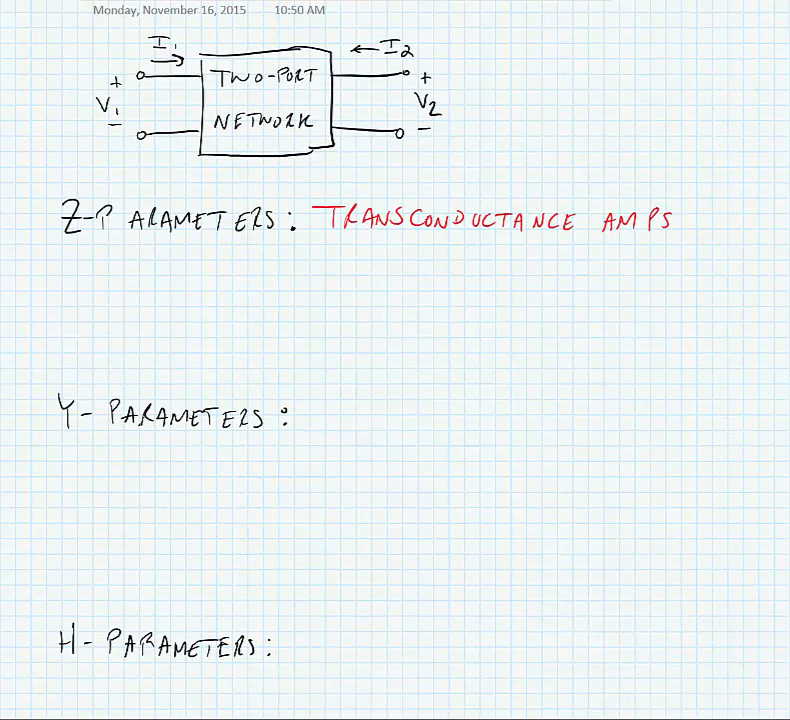 Monday, November 16, 2015 10:50 AM
I1 I2
+ TWO-PORT +
V1 V2
- NETWORK -
Z-PARAMETERS: TRANSCONDUCTANCE AMPS
Y-PARAMETERS:
H-PARAMETERS: